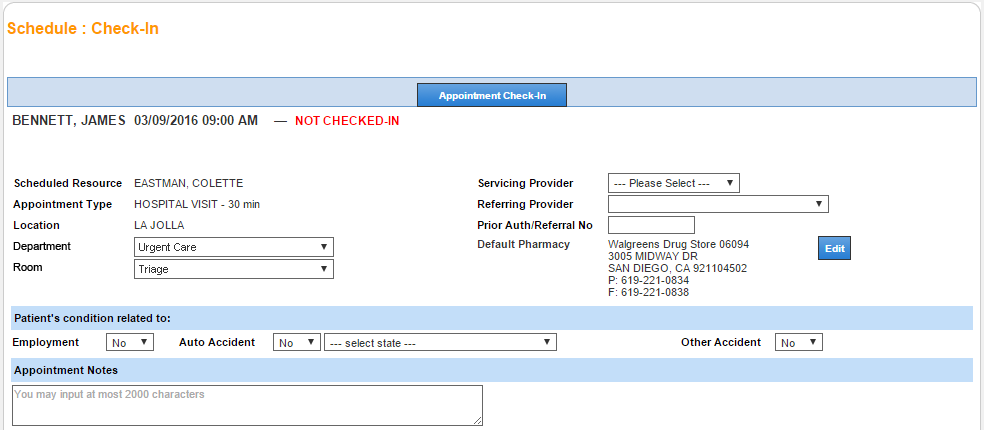 Schedule : Check-In
Appointment Check-In
BENNETT, JAMES 03/09/2016 09:00 AM — NOT CHECKED-IN
Scheduled Resource EASTMAN, COLETTE
Appointment Type HOSPITAL VISIT - 30 min
Location LA JOLLA
Department Urgent Care
Room Triage
Servicing Provider --- Please Select ---
Referring Provider
Prior Auth/Referral No
Default Pharmacy Walgreens Drug Store 06094 Edit
3005 MIDWAY DR
SAN DIEGO, CA 921104502
P: 619-221-0834
F: 619-221-0838
Patient's condition related to:
Employment No Auto Accident No --- select state --- Other Accident No
Appointment Notes
You may input at most 2000 characters